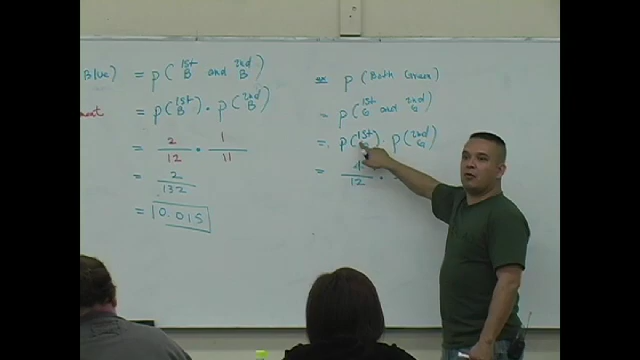 Blue) = P(1st B and 2nd B)
= P(1st B) · P(2nd B)
= 2/12 · 1/11
= 2/132
= 0.015
P(Both Green)
= P(1st G and 2nd G)
= P(1st P(2nd G)
= 4/12 ·